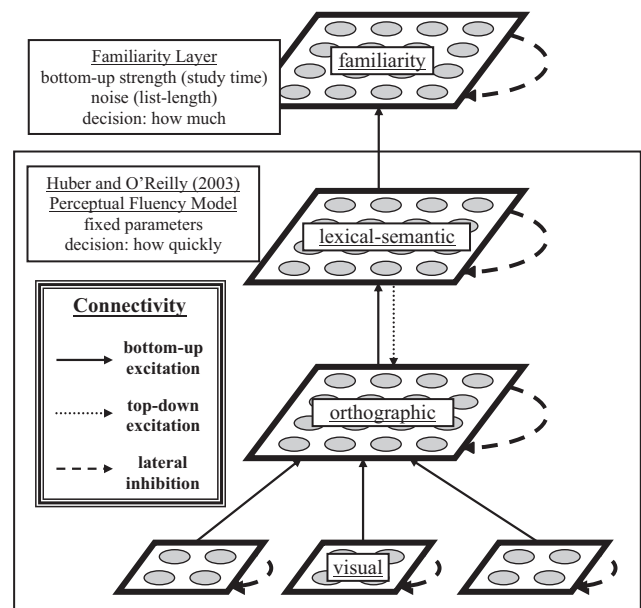 Familiarity Layer
bottom-up strength (study time)
noise (list-length)
decision: how much
familiarity
Huber and O'Reilly (2003)
Perceptual Fluency Model
fixed parameters
decision: how quickly
lexical-semantic
Connectivity
bottom-up
excitation
top-down
excitation
lateral
inhibition
orthographic
visual